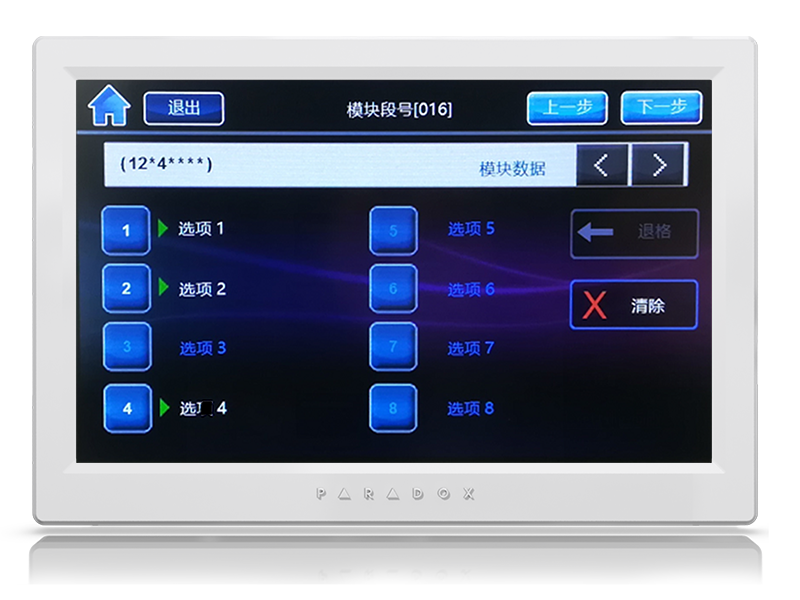 退出 模块段号[016] 上一步 下一步
(12*4****) 模块数据
1 选项 1 5 选项 5 退格
2 选项 2 6 选项 6 X 清除
3 选项 3 7 选项 7
4 选 4 8 选项 8
PARADOX